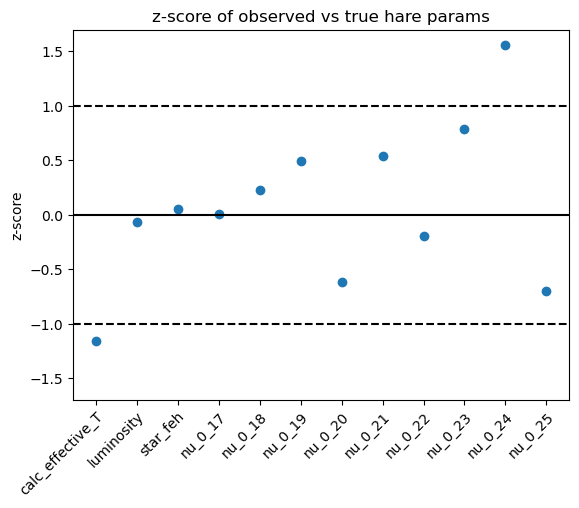 z-score of observed vs true hare params
1.5
1.0
0.5
0.0
−0.5
−1.0
−1.5
z-score
calc_effective_T
luminosity
star_feh
nu_0_17
nu_0_18
nu_0_19
nu_0_20
nu_0_21
nu_0_22
nu_0_23
nu_0_24
nu_0_25